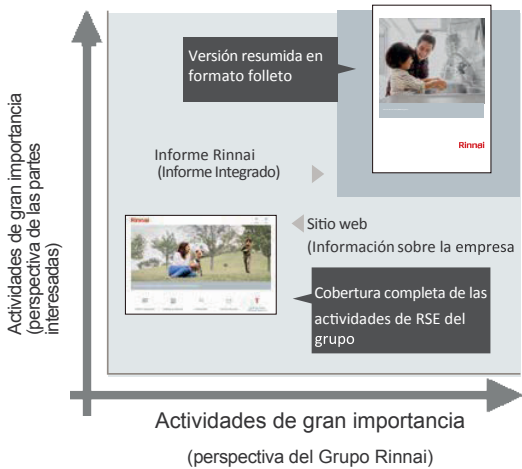 Versión resumida en
formato folleto
Rinnai
Informe Rinnai
(Informe Integrado)
Rinnai
Sitio web
(Información sobre la empresa
Cobertura completa de las
actividades de RSE del
grupo
Actividades de gran importancia
(perspectiva de las partes
interesadas)
Actividades de gran importancia
(perspectiva del Grupo Rinnai)